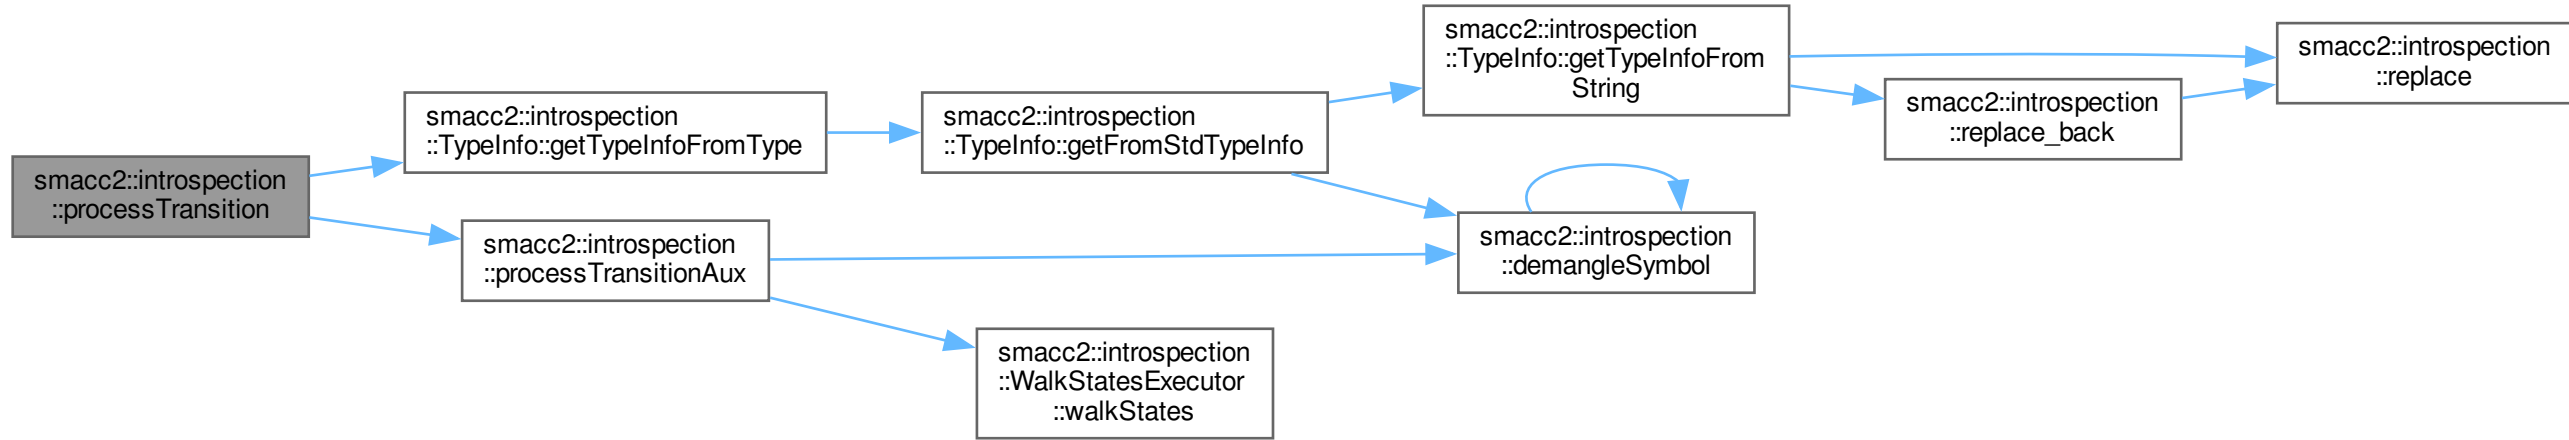 smacc2::introspection
::processTransition
smacc2::introspection
::TypeInfo::getTypeInfoFromType
smacc2::introspection
::processTransitionAux
smacc2::introspection
::TypeInfo::getFromStdTypeInfo
smacc2::introspection
::WalkStatesExecutor
::walkStates
smacc2::introspection
::TypeInfo::getTypeInfoFrom
String
smacc2::introspection
::demangleSymbol
smacc2::introspection
::replace_back
smacc2::introspection
::replace